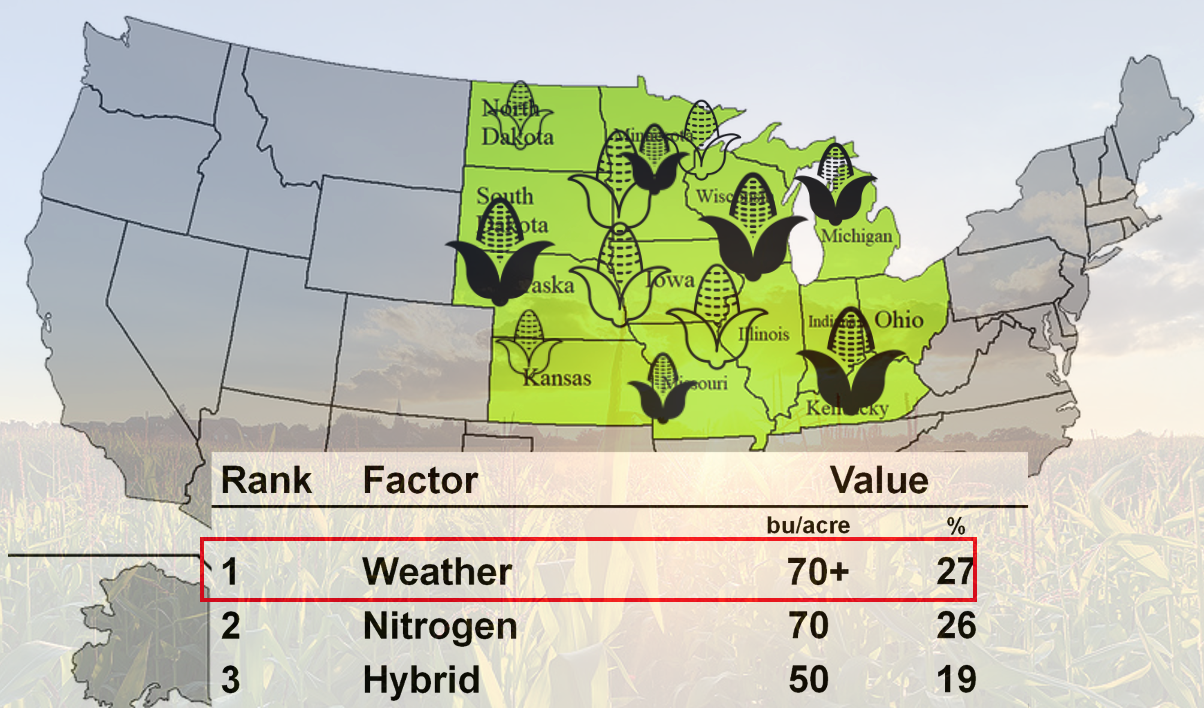 North
Dakota
Minnesota
South
Dakota
Wisconsin
Michigan
aska
Iowa
Illinois
Indiana
Ohio
Kansas
Missouri
Kentucky
Rank Factor Value
bu/acre %
1 Weather 70+ 27
2 Nitrogen 70 26
3 Hybrid 50 19